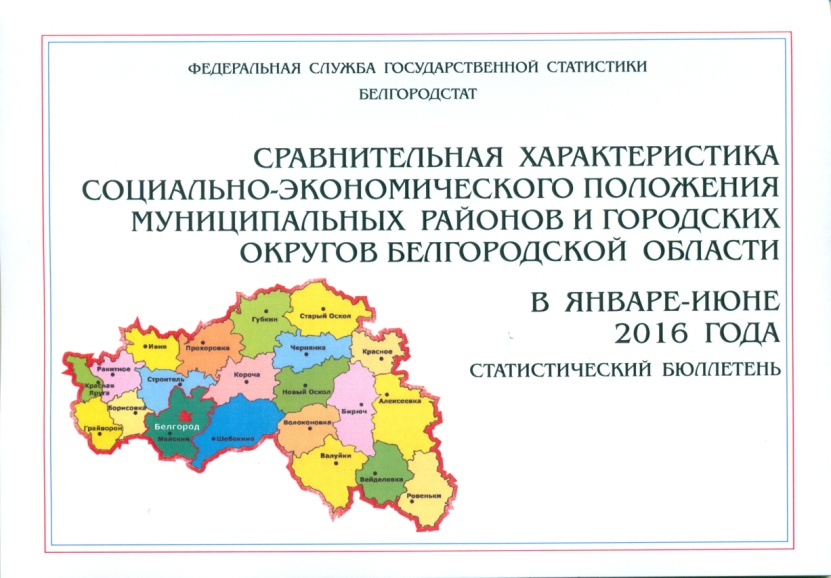 ФЕДЕРАЛЬНАЯ СЛУЖБА ГОСУДАРСТВЕННОЙ СТАТИСТИКИ
БЕЛГОРОДСТАТ
СРАВНИТЕЛЬНАЯ ХАРАКТЕРИСТИКА
СОЦИАЛЬНО-ЭКОНОМИЧЕСКОГО ПОЛОЖЕНИЯ
МУНИЦИПАЛЬНЫХ РАЙОНОВ И ГОРОДСКИХ
ОКРУГОВ БЕЛГОРОДСКОЙ ОБЛАСТИ
В ЯНВАРЕ-ИЮНЕ
2016 ГОДА
СТАТИСТИЧЕСКИЙ БЮЛЛЕТЕНЬ
Губкин
Старый Оскол
Ивня
Прохоровка
Чернянка
Красное
Ракитное
Красная
Яруга
Строитель
Короча
Новый Оскол
Алексеевка
Борисовка
Бирюч
Грайворон
Белгород
Майский
Шебекино
Волоконовка
Валуйки
Вейделевка
Ровеньки